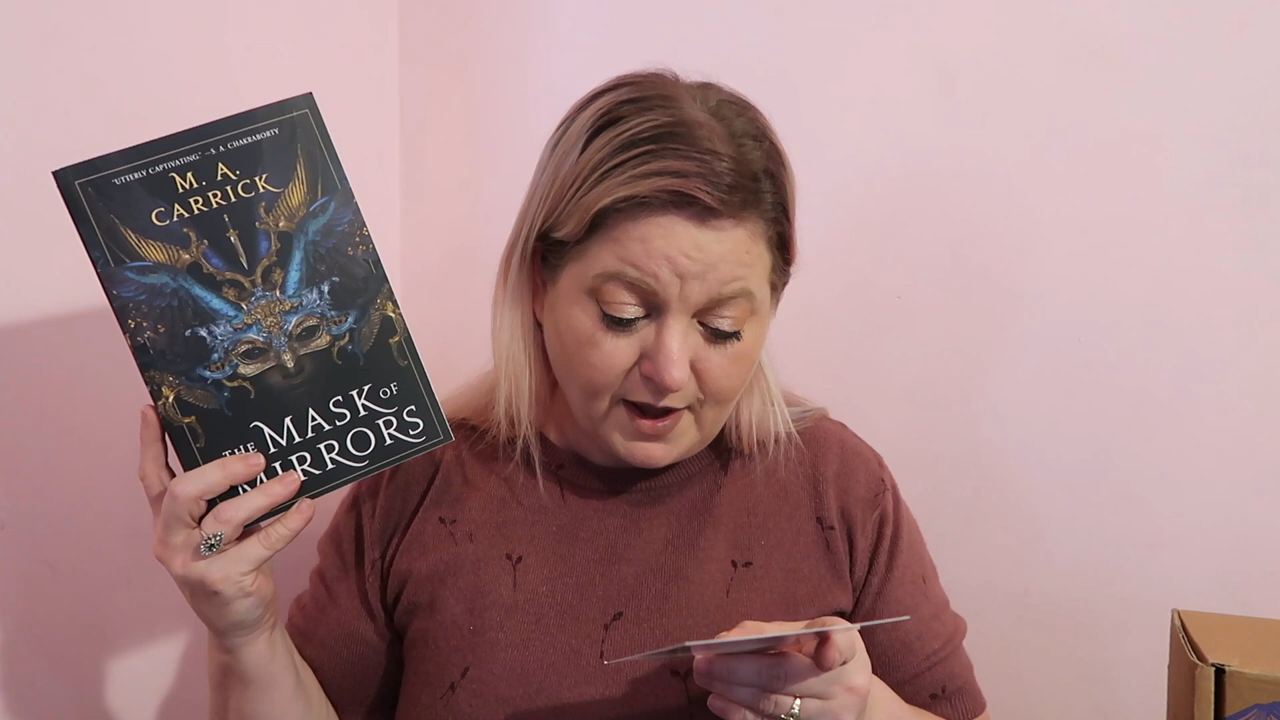 "UTTERLY CAPTIVATING." —S. A. CHAKRABORTY
M. A.
CARRICK
THE MASK OF
MIRRORS